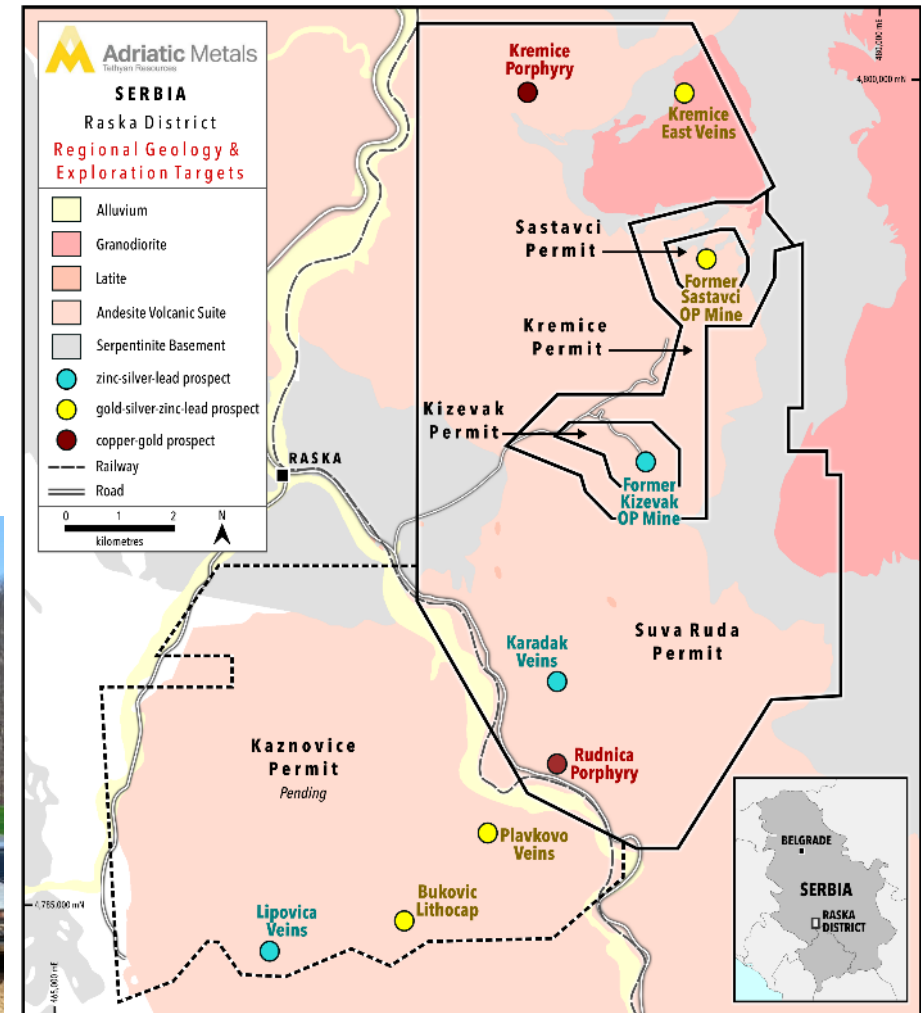 Adriatic Metals
Tethyan Resources
SERBIA
Raska District
Regional Geology &
Exploration Targets
Alluvium
Granodiorite
Latite
Andesite Volcanic Suite
Serpentinite Basement
zinc-silver-lead prospect
gold-silver-zinc-lead prospect
copper-gold prospect
Railway
Road
0 1 2
kilometres
N
480,000 mE
4,800,000 mN
Kremice
Porphyry
Kremice
East Veins
Sastavci
Permit
Former
Sastavci
OP Mine
Kremice
Permit
Kizevak
Permit
Former
Kizevak
OP Mine
RASKA
Suva Ruda
Permit
Karadak
Veins
Rudnica
Porphyry
Kaznovice
Permit
Pending
Plavkovo
Veins
Bukovic
Lithocap
Lipovica
Veins
4,785,000 mN
465,000 mE
BELGRADE
SERBIA
RASKA
DISTRICT